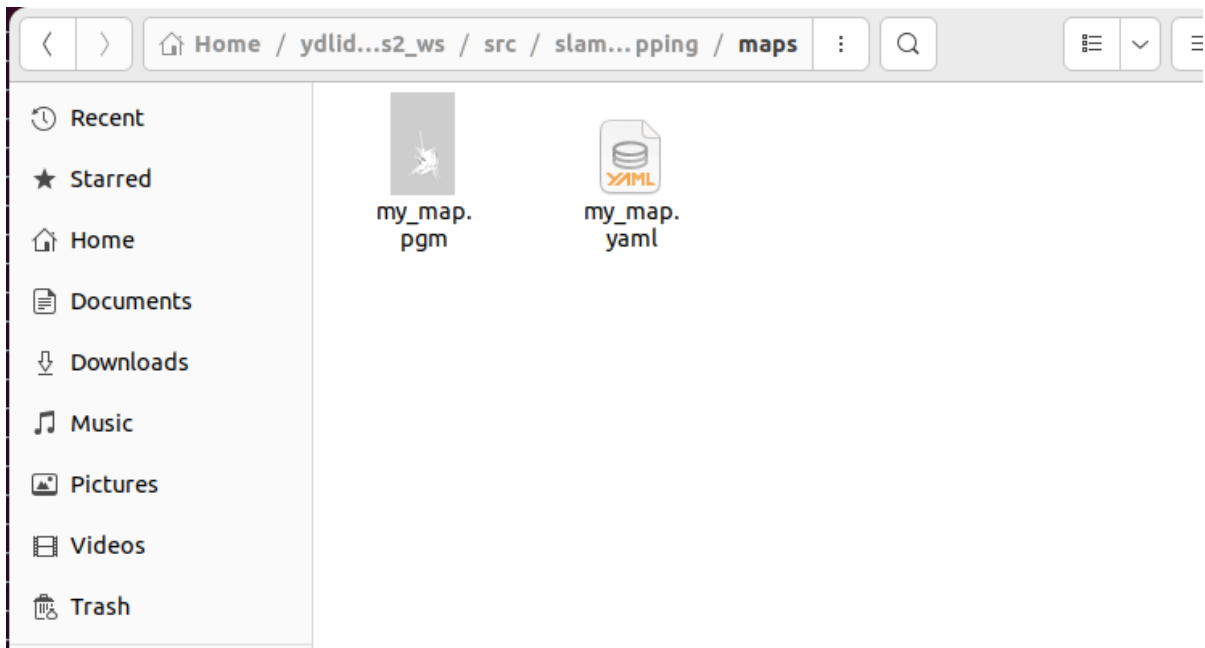 Home / ydlid...s2_ws / src / slam...pping / maps
Recent
Starred
Home
Documents
Downloads
Music
Pictures
Videos
Trash
my_map.
pgm
YAML
my_map.
yaml